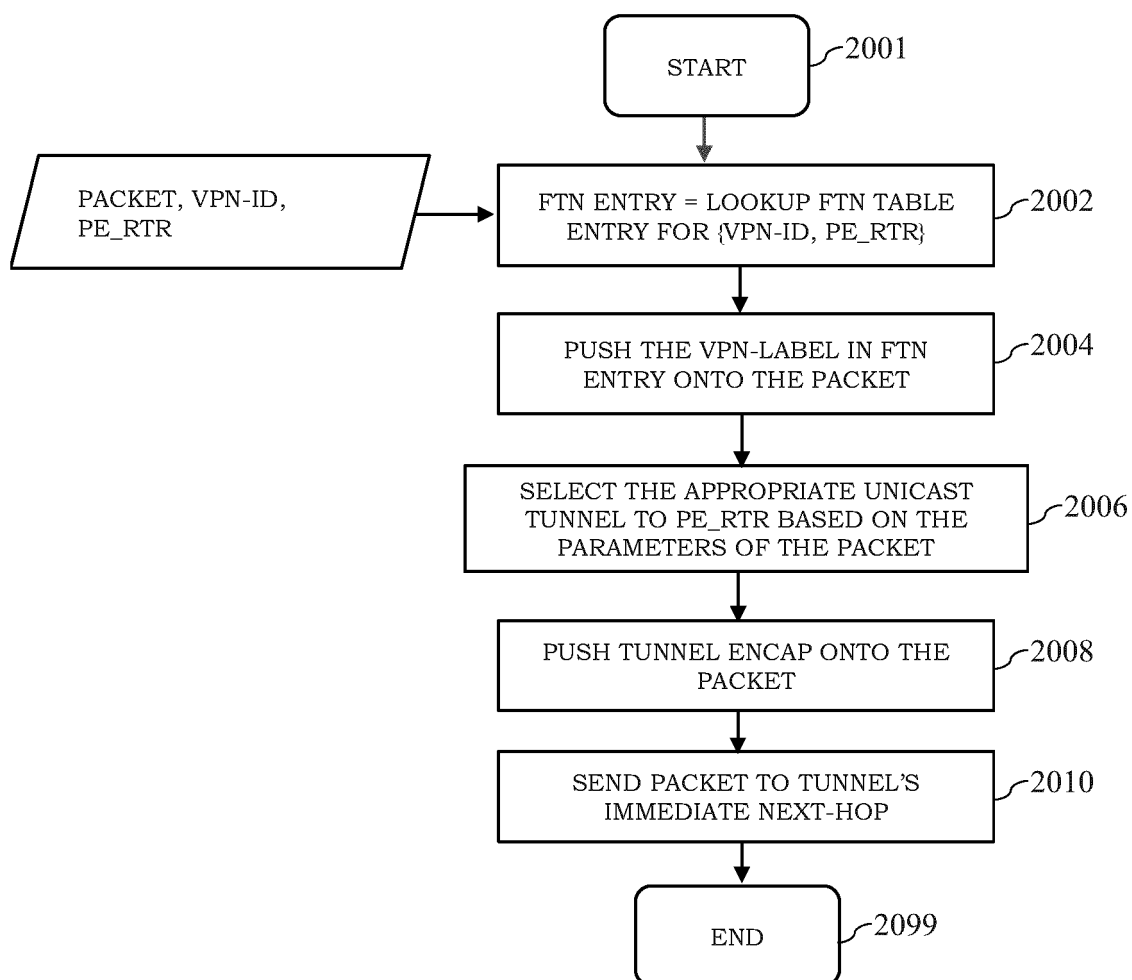 START
2001
PACKET, VPN-ID,
PE_RTR
FTN ENTRY = LOOKUP FTN TABLE
ENTRY FOR {VPN-ID, PE_RTR}
2002
PUSH THE VPN-LABEL IN FTN
ENTRY ONTO THE PACKET
2004
SELECT THE APPROPRIATE UNICAST
TUNNEL TO PE_RTR BASED ON THE
PARAMETERS OF THE PACKET
2006
PUSH TUNNEL ENCAP ONTO THE
PACKET
2008
SEND PACKET TO TUNNEL'S
IMMEDIATE NEXT-HOP
2010
END
2099